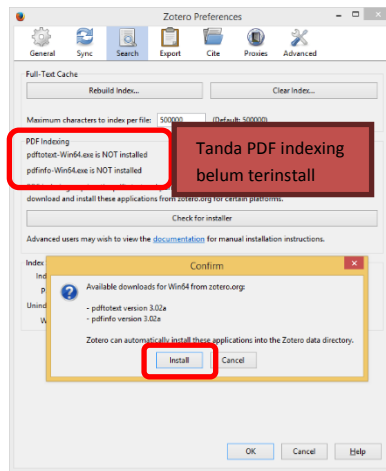 Zotero Preferences
General Sync Search Export Cite Proxies Advanced
Full-Text Cache
Rebuild Index... Clear Index...
Maximum characters to index per file: 500000 (Default: 500000)
PDF Indexing
pdftotext-Win64.exe is NOT installed
pdfinfo-Win64.exe is NOT installed
Tanda PDF indexing
belum terinstall
download and install these applications from zotero.org for certain platforms.
Check for installer
Advanced users may wish to view the documentation for manual installation instructions.
Index
Ind
P
Unind
W
Confirm
Available downloads for Win64 from zotero.org:
- pdftotext version 3.02a
- pdfinfo version 3.02a
Zotero can automatically install these applications into the Zotero data directory.
Install Cancel
OK Cancel Help